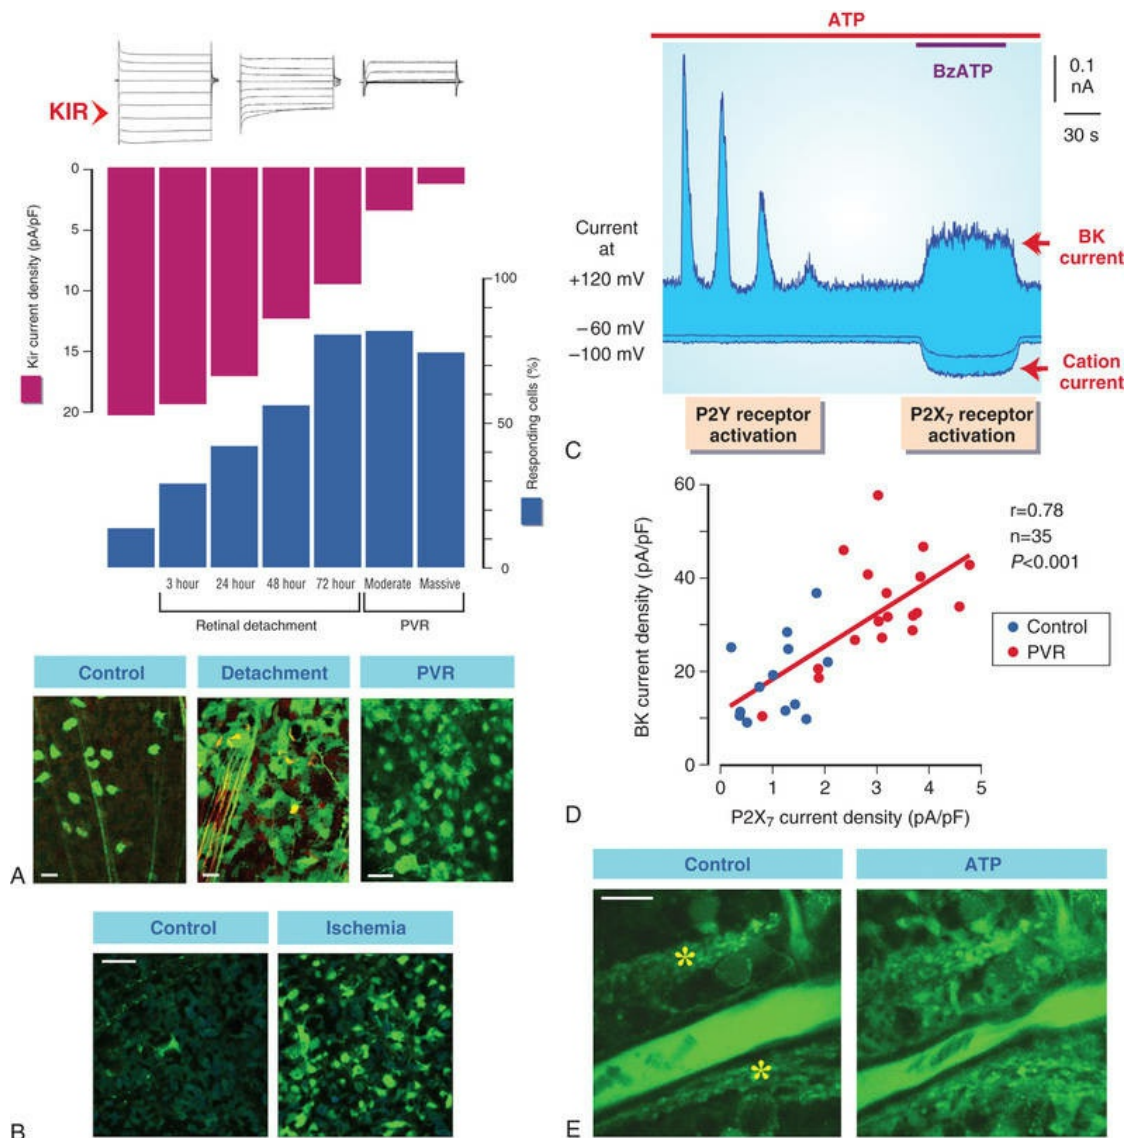 KIR
Kir current density (pA/pF)
0
5
10
15
20
100
50
0
Responding cells (%)
3 hour 24 hour 48 hour 72 hour Moderate Massive
Retinal detachment PVR
Control Detachment PVR
A
Control Ischemia
B
ATP
BzATP
0.1
nA
30 s
Current
at
+120 mV
−60 mV
−100 mV
BK
current
Cation
current
P2Y receptor
activation
P2X₇ receptor
activation
C
BK current density (pA/pF)
60
40
20
0
0 1 2 3 4 5
P2X₇ current density (pA/pF)
r=0.78
n=35
P<0.001
Control
PVR
D
Control ATP
*
*
E